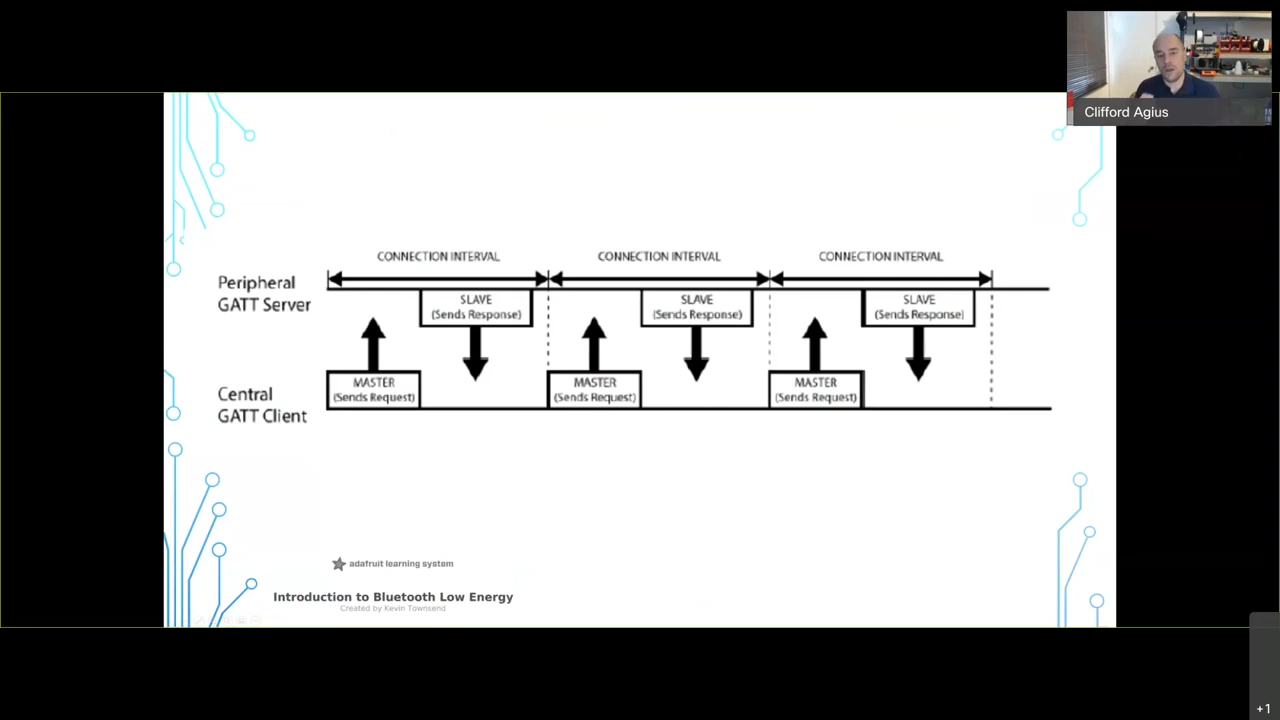 Clifford Agius
CONNECTION INTERVAL
CONNECTION INTERVAL
CONNECTION INTERVAL
Peripheral
GATT Server
SLAVE
(Sends Response)
SLAVE
(Sends Response)
SLAVE
(Sends Response)
MASTER
(Sends Request)
MASTER
(Sends Request)
MASTER
(Sends Request)
Central
GATT Client
adafruit learning system
Introduction to Bluetooth Low Energy
Created by Kevin Townsend
+1